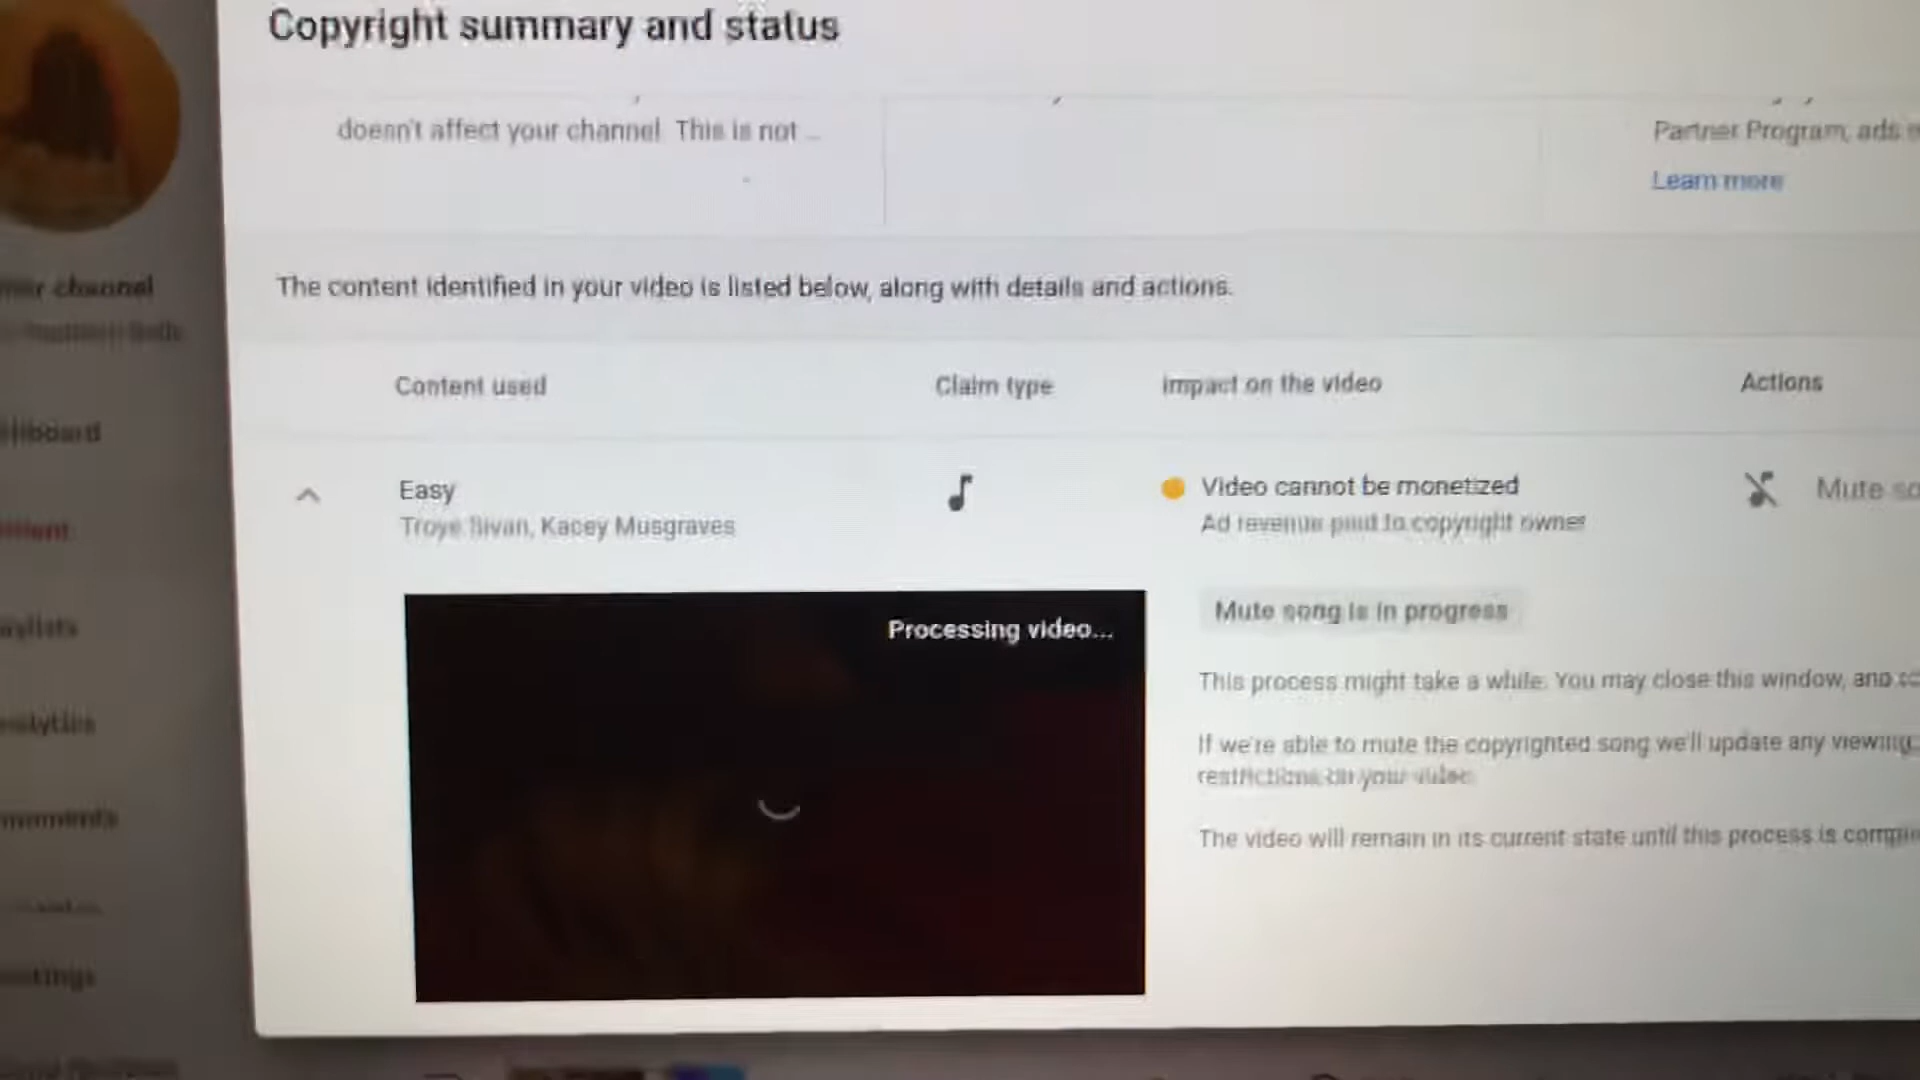 Copyright summary and status
doesn't affect your channel. This is not ...
Partner Program, ads
Learn more
channel
The content identified in your video is listed below, along with details and actions.
Content used
Claim type
Impact on the video
Actions
Easy
Troye Sivan, Kacey Musgraves
Video cannot be monetized
Ad revenue paid to copyright owner
Mute so
Processing video...
Mute song is in progress
This process might take a while. You may close this window, and
If we're able to mute the copyrighted song we'll update any viewing
restrictions on your video.
The video will remain in its current state until this process is comple